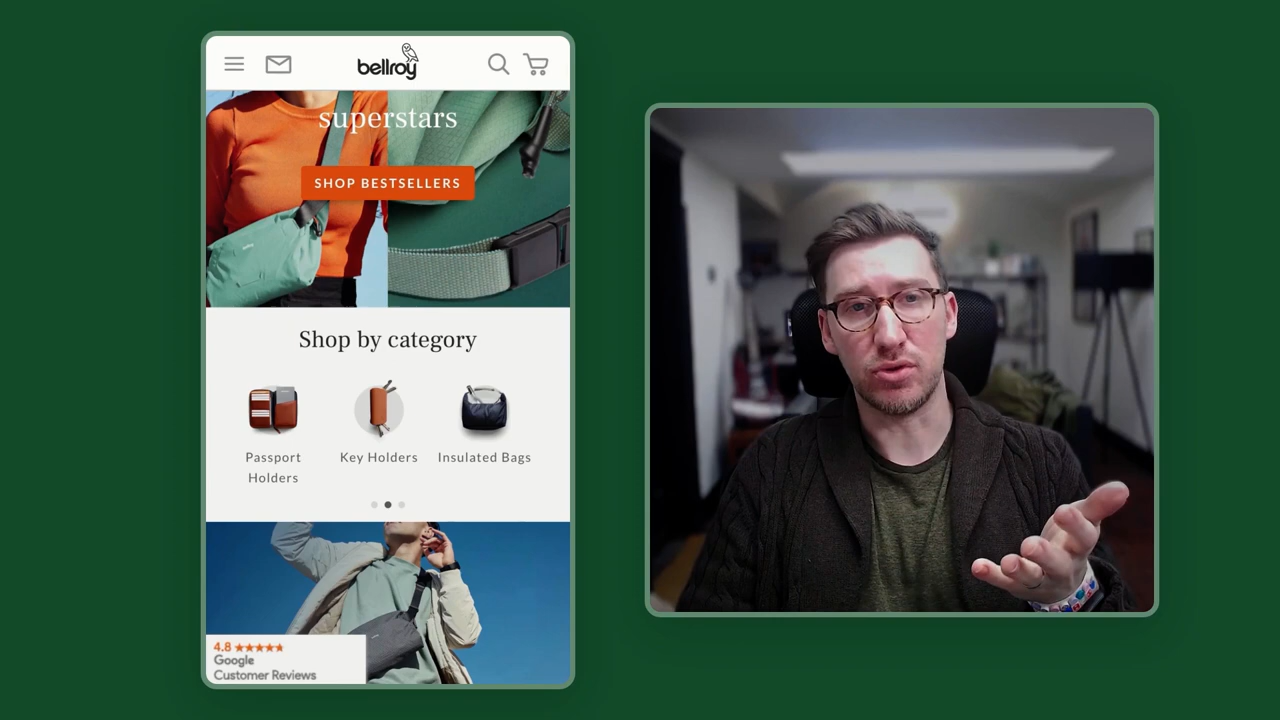 bellroy
superstars
SHOP BESTSELLERS
Shop by category
Passport
Holders
Key Holders
Insulated Bags
4.8
Google
Customer Reviews